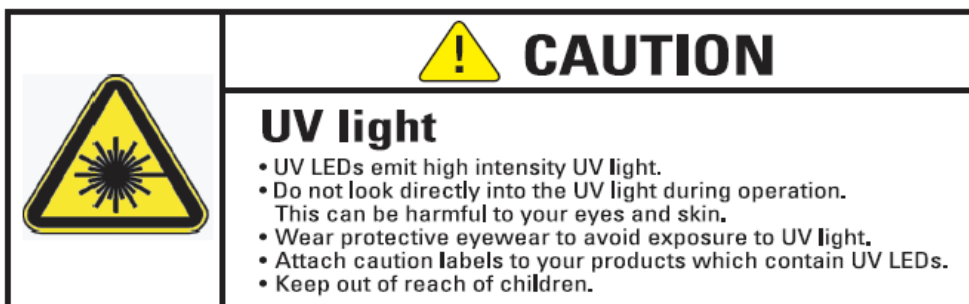 ! CAUTION
UV light
• UV LEDs emit high intensity UV light.
• Do not look directly into the UV light during operation.
This can be harmful to your eyes and skin.
• Wear protective eyewear to avoid exposure to UV light.
• Attach caution labels to your products which contain UV LEDs.
• Keep out of reach of children.